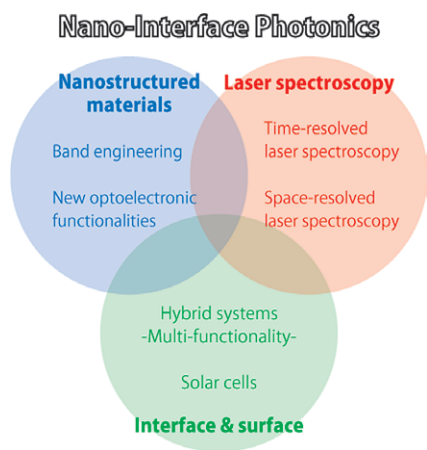 Nano-Interface Photonics
Nanostructured
materials
Band engineering
New optoelectronic
functionalities
Laser spectroscopy
Time-resolved
laser spectroscopy
Space-resolved
laser spectroscopy
Hybrid systems
-Multi-functionality-
Solar cells
Interface & surface